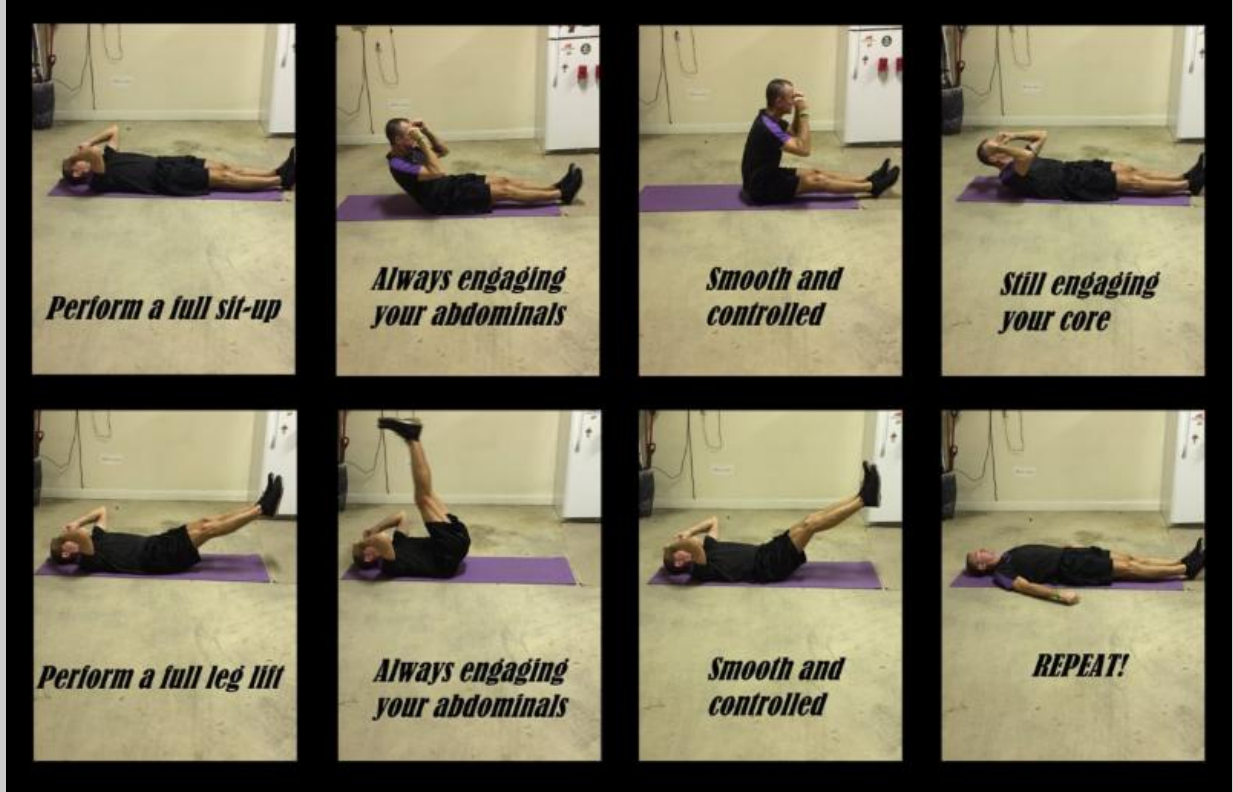 Perform a full sit-up
Always engaging
your abdominals
Smooth and
controlled
Still engaging
your core
Perform a full leg lift
Always engaging
your abdominals
Smooth and
controlled
REPEAT!